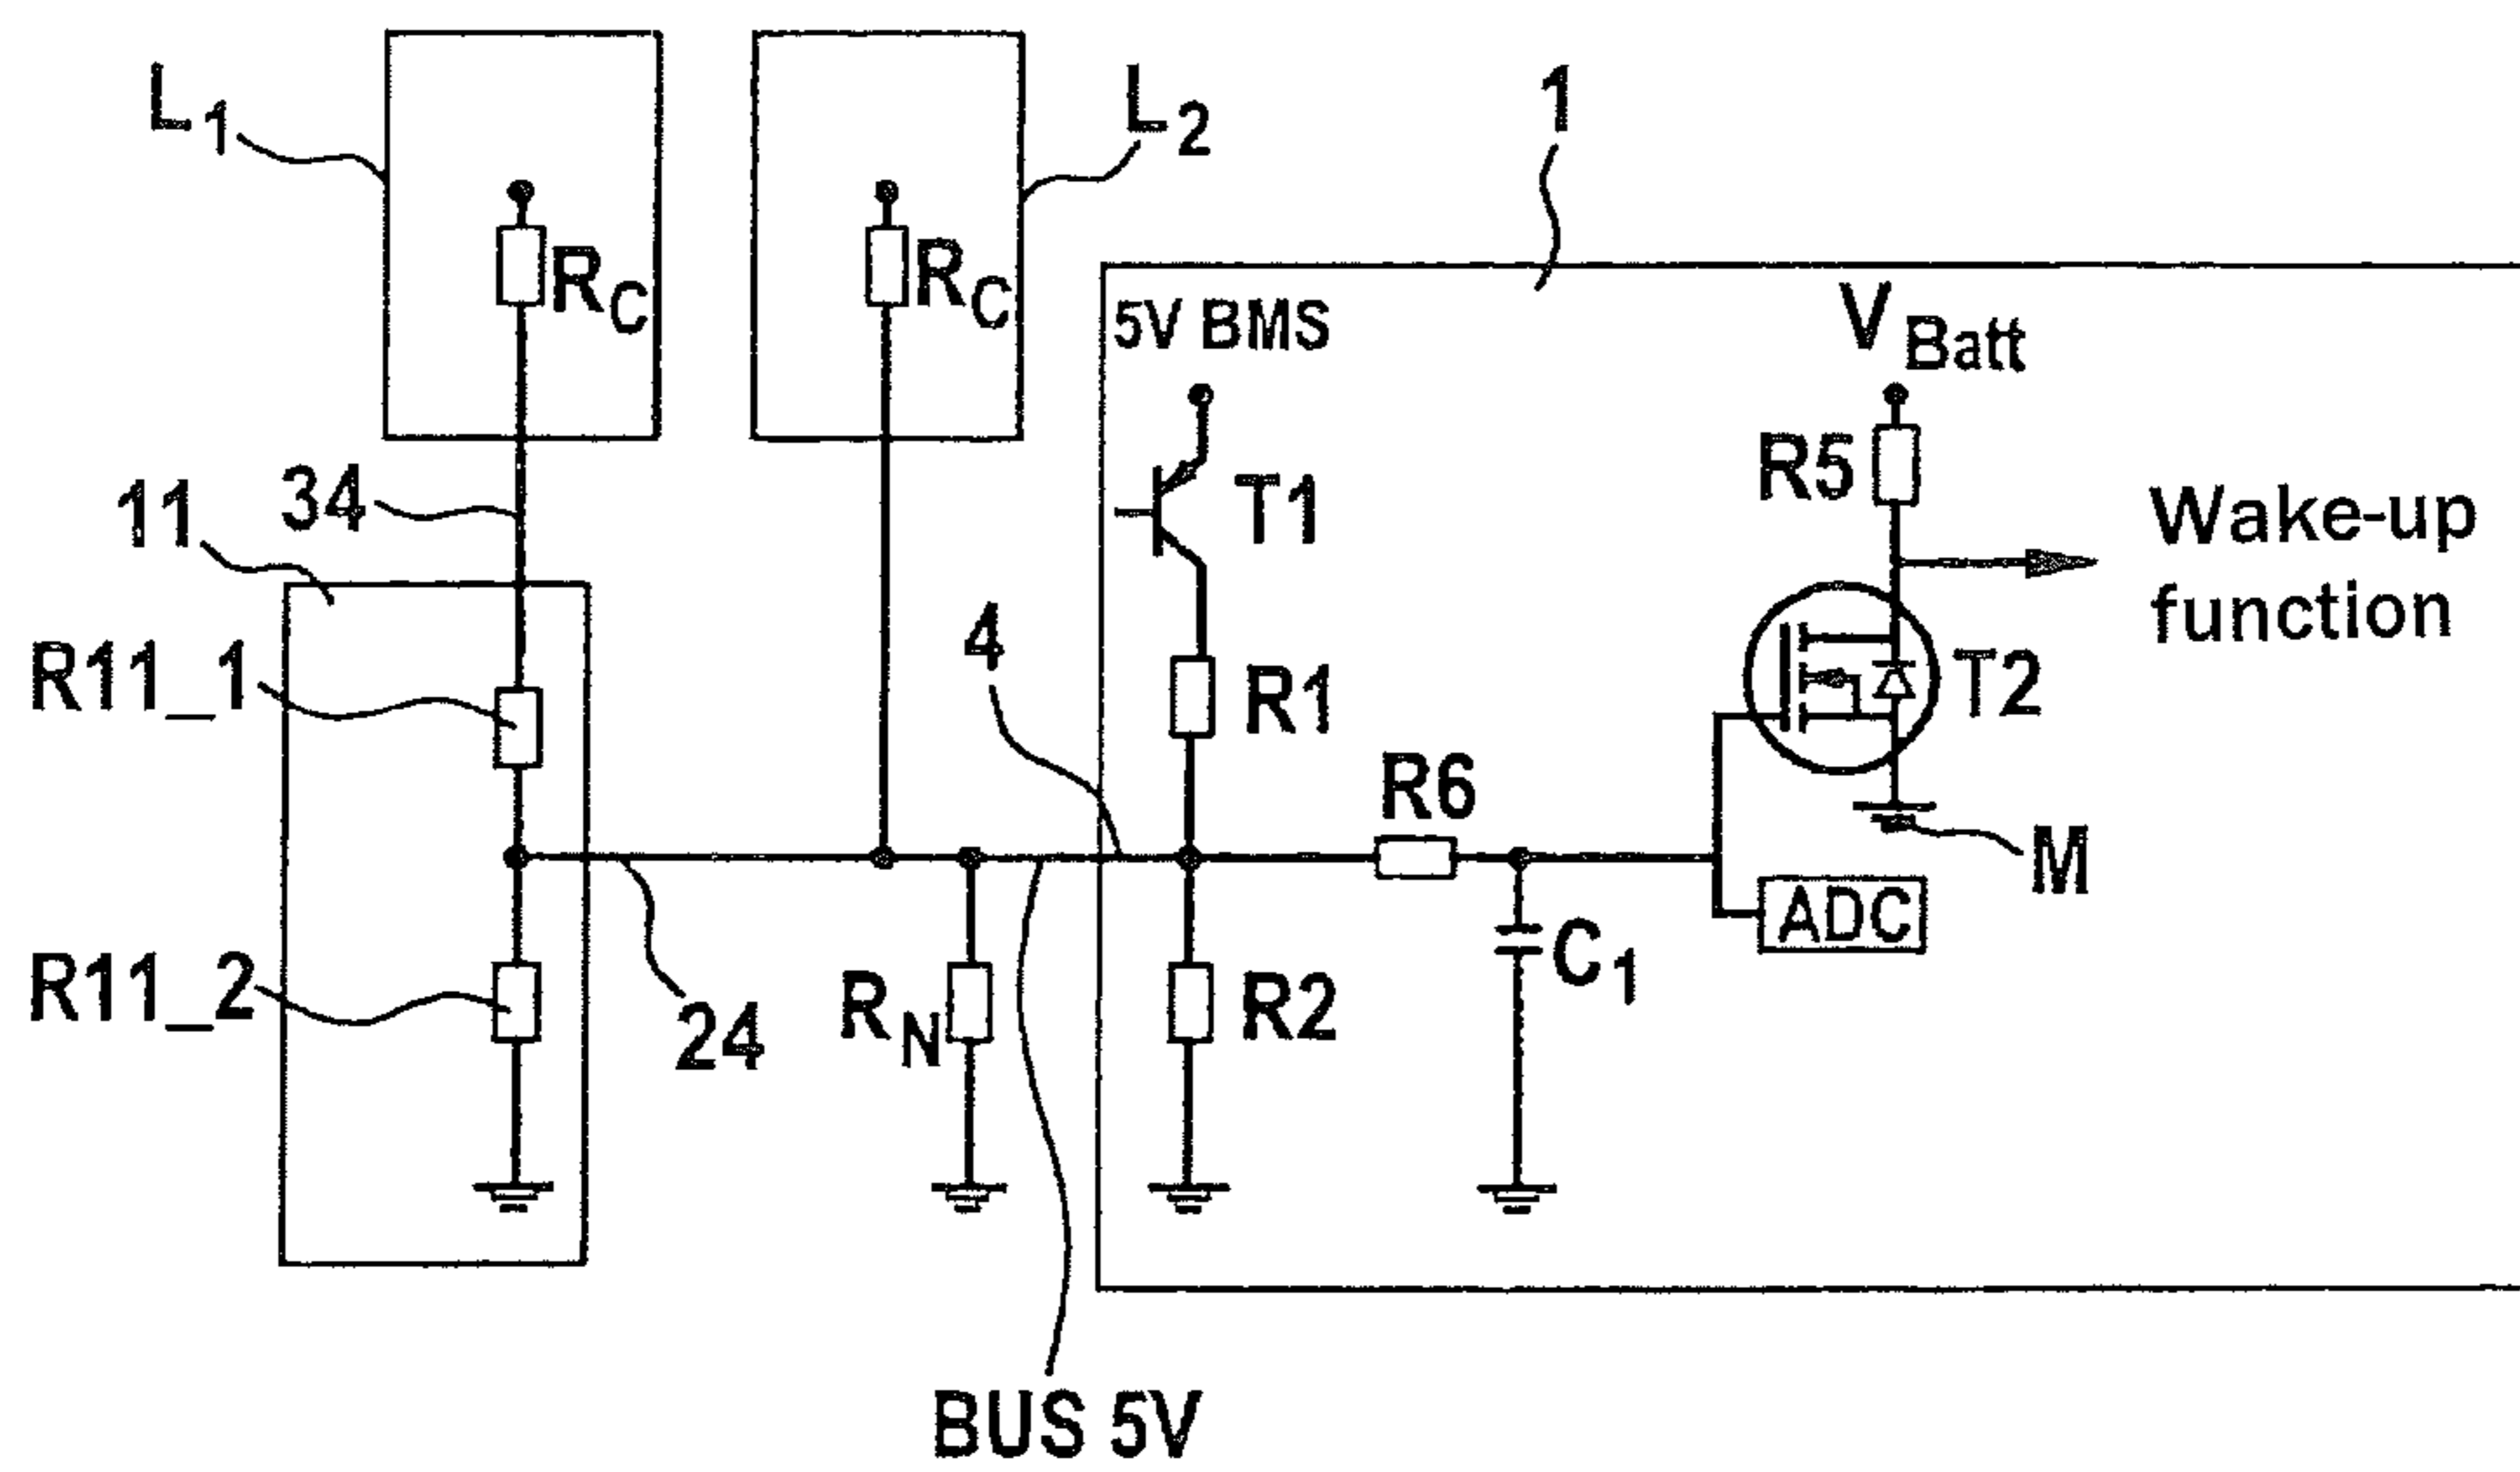 L1
L2
1
RC
RC
5V BMS
VBatt
34
11
T1
R5
Wake-up
function
4
R11_1
R1
T2
R6
M
ADC
R11_2
24
RN
R2
C1
BUS 5V